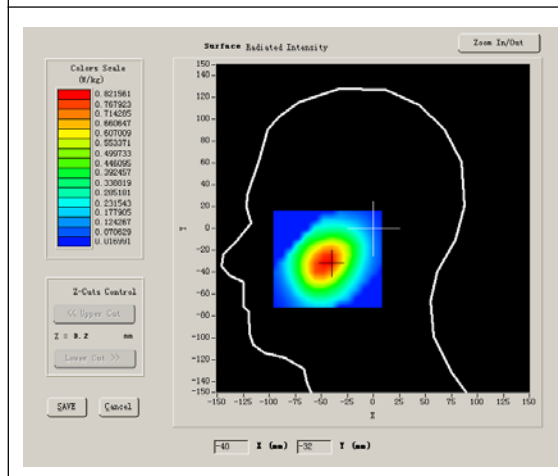 Surface Radiated Intensity
Zoom In/Out
Colors Scale
(W/kg)
0.821561
0.767923
0.714285
0.660647
0.607009
0.553371
0.499733
0.446095
0.392457
0.338819
0.285181
0.231543
0.177905
0.124267
0.070629
0.016991
Z-Cuts Control
<< Upper Cut
Z = mm
Lower Cut >>
SAVE
Cancel
150
140
120
100
80
60
40
20
0
-20
-40
-60
-80
-100
-120
-140
-150
Y
-150 -125 -100 -75 -50 -25 0 25 50 75 100 125 150
X
-40 X (mm) -32 Y (mm)